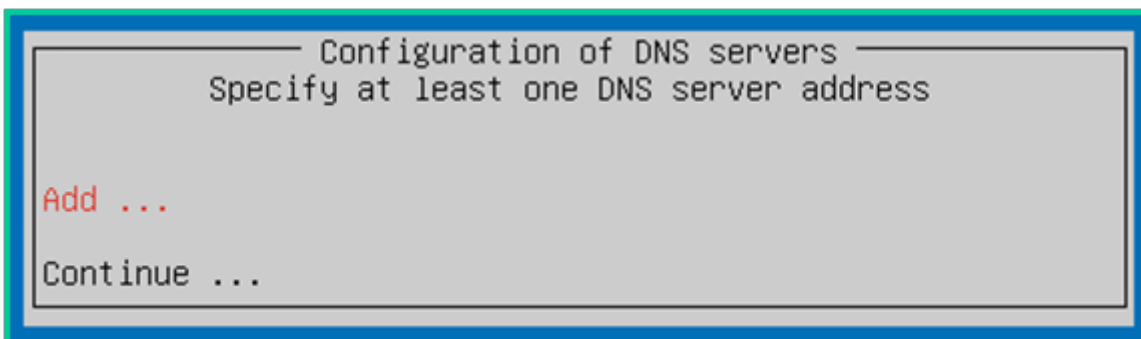 Configuration of DNS servers
Specify at least one DNS server address
Add ...
Continue ...